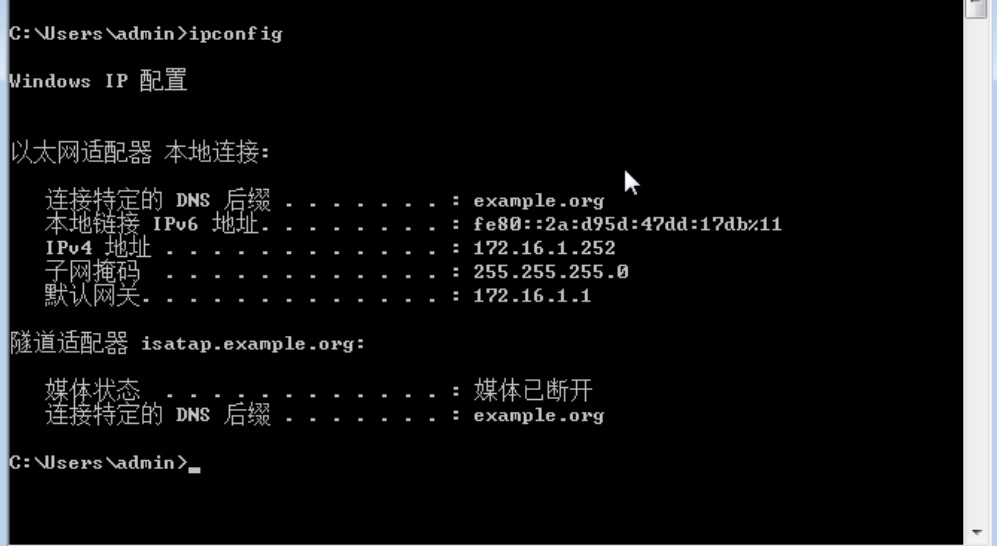 C:\Users\admin>ipconfig
Windows IP 配置
以太网适配器 本地连接:
连接特定的 DNS 后缀 . . . . . . . : example.org
本地链接 IPv6 地址. . . . . . . . : fe80::2a:d95d:47dd:17db%11
IPv4 地址 . . . . . . . . . . . . : 172.16.1.252
子网掩码  . . . . . . . . . . . . : 255.255.255.0
默认网关. . . . . . . . . . . . . : 172.16.1.1
隧道适配器 isatap.example.org:
媒体状态  . . . . . . . . . . . . : 媒体已断开
连接特定的 DNS 后缀 . . . . . . . : example.org
C:\Users\admin>_